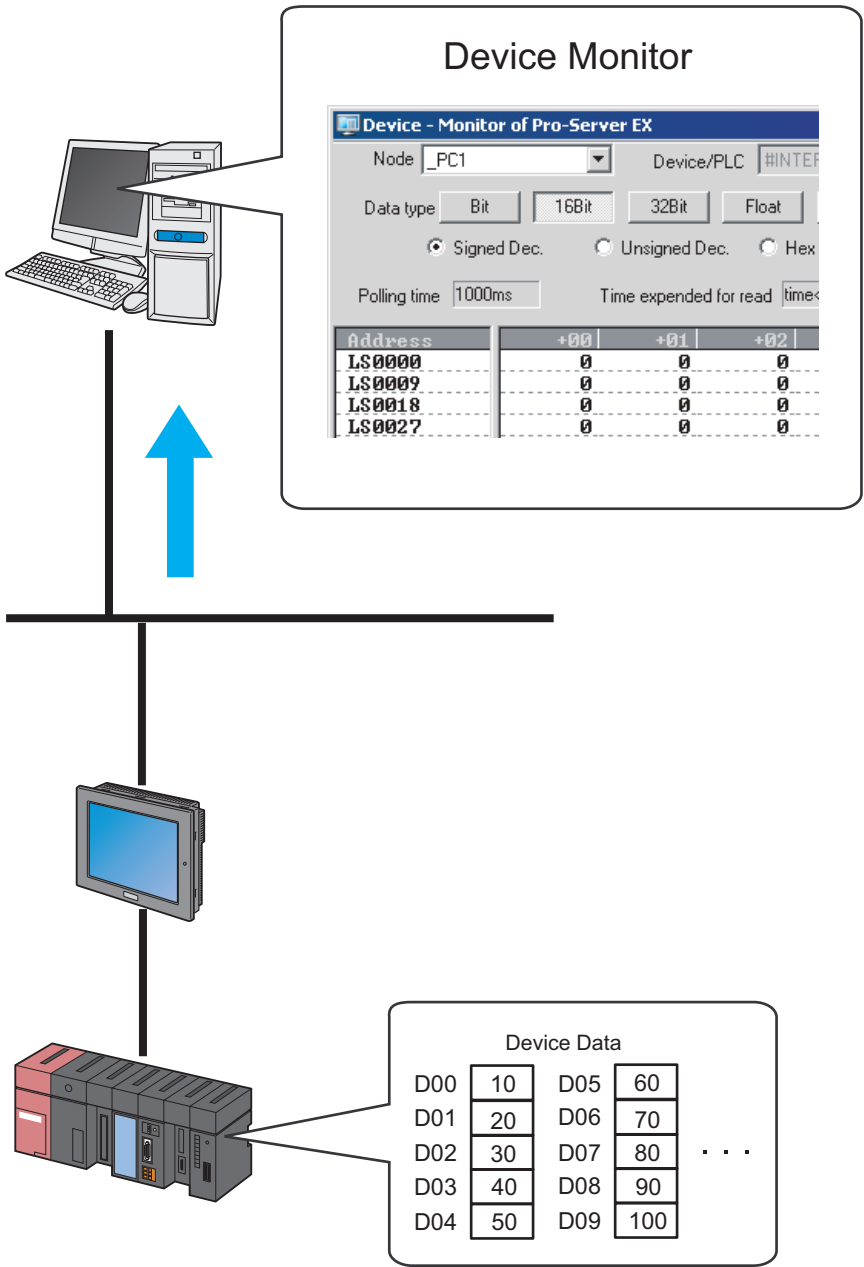 Device Monitor
Device - Monitor of Pro-Server EX
Node _PC1 Device/PLC #INTER
Data type Bit 16Bit 32Bit Float
Signed Dec. Unsigned Dec. Hex
Polling time 1000ms Time expended for read time<
Address +00 +01 +02
LS0000 0 0 0
LS0009 0 0 0
LS0018 0 0 0
LS0027 0 0 0
Device Data
D00 10 D05 60
D01 20 D06 70
D02 30 D07 80 . . .
D03 40 D08 90
D04 50 D09 100